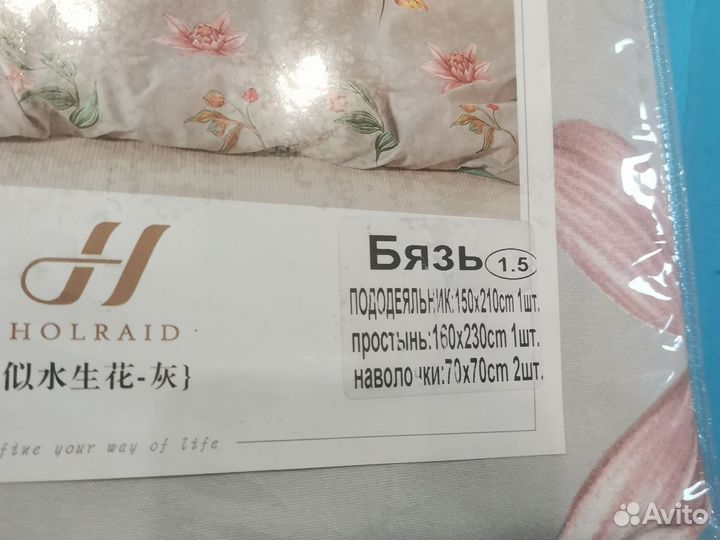 HOLRAID
似水生花-灰}
fine your way of life
Бязь 1.5
ПОДОДЕЯЛЬНИК:150x210cm 1шт.
простынь:160x230cm 1шт.
наволо чки:70x70cm 2шт.
Avito